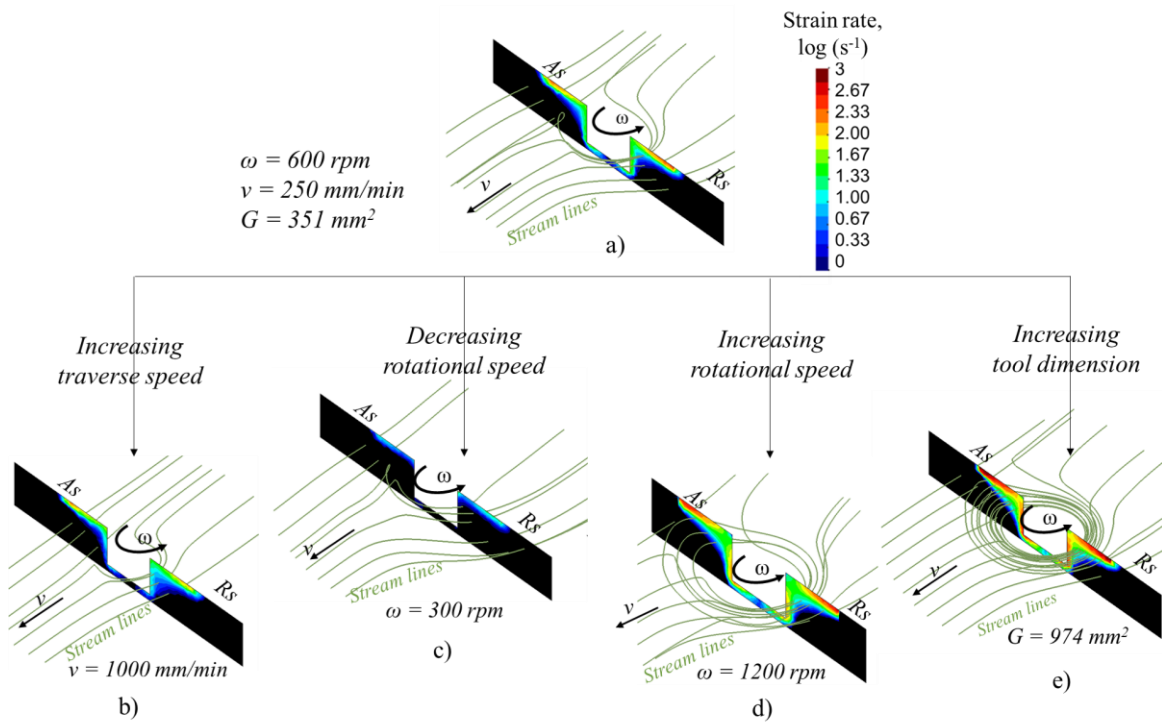 Strain rate,
log (s⁻¹)
3
2.67
2.33
2.00
1.67
1.33
1.00
0.67
0.33
0
As
ω
Rs
v
Stream lines
a)
ω = 600 rpm
v = 250 mm/min
G = 351 mm²
Increasing
traverse speed
Decreasing
rotational speed
Increasing
rotational speed
Increasing
tool dimension
As
ω
Rs
v
Stream lines
v = 1000 mm/min
b)
As
ω
Rs
v
Stream lines
ω = 300 rpm
c)
As
ω
Rs
v
Stream lines
ω = 1200 rpm
d)
As
ω
Rs
v
Stream lines
G = 974 mm²
e)